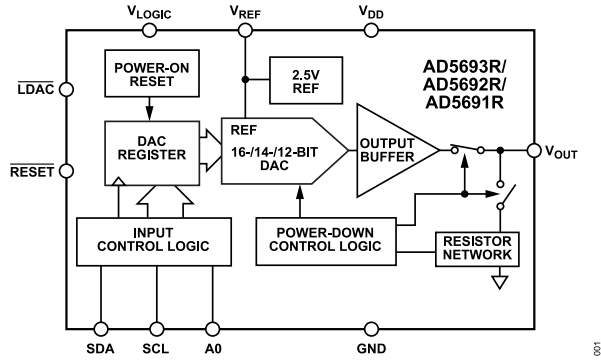 VLOGIC
VREF
VDD
POWER-ON
RESET
2.5V
REF
AD5693R/
AD5692R/
AD5691R
LDAC
DAC
REGISTER
REF
16-/14-/12-BIT
DAC
OUTPUT
BUFFER
VOUT
RESET
INPUT
CONTROL LOGIC
POWER-DOWN
CONTROL LOGIC
RESISTOR
NETWORK
SDA
SCL
A0
GND
001